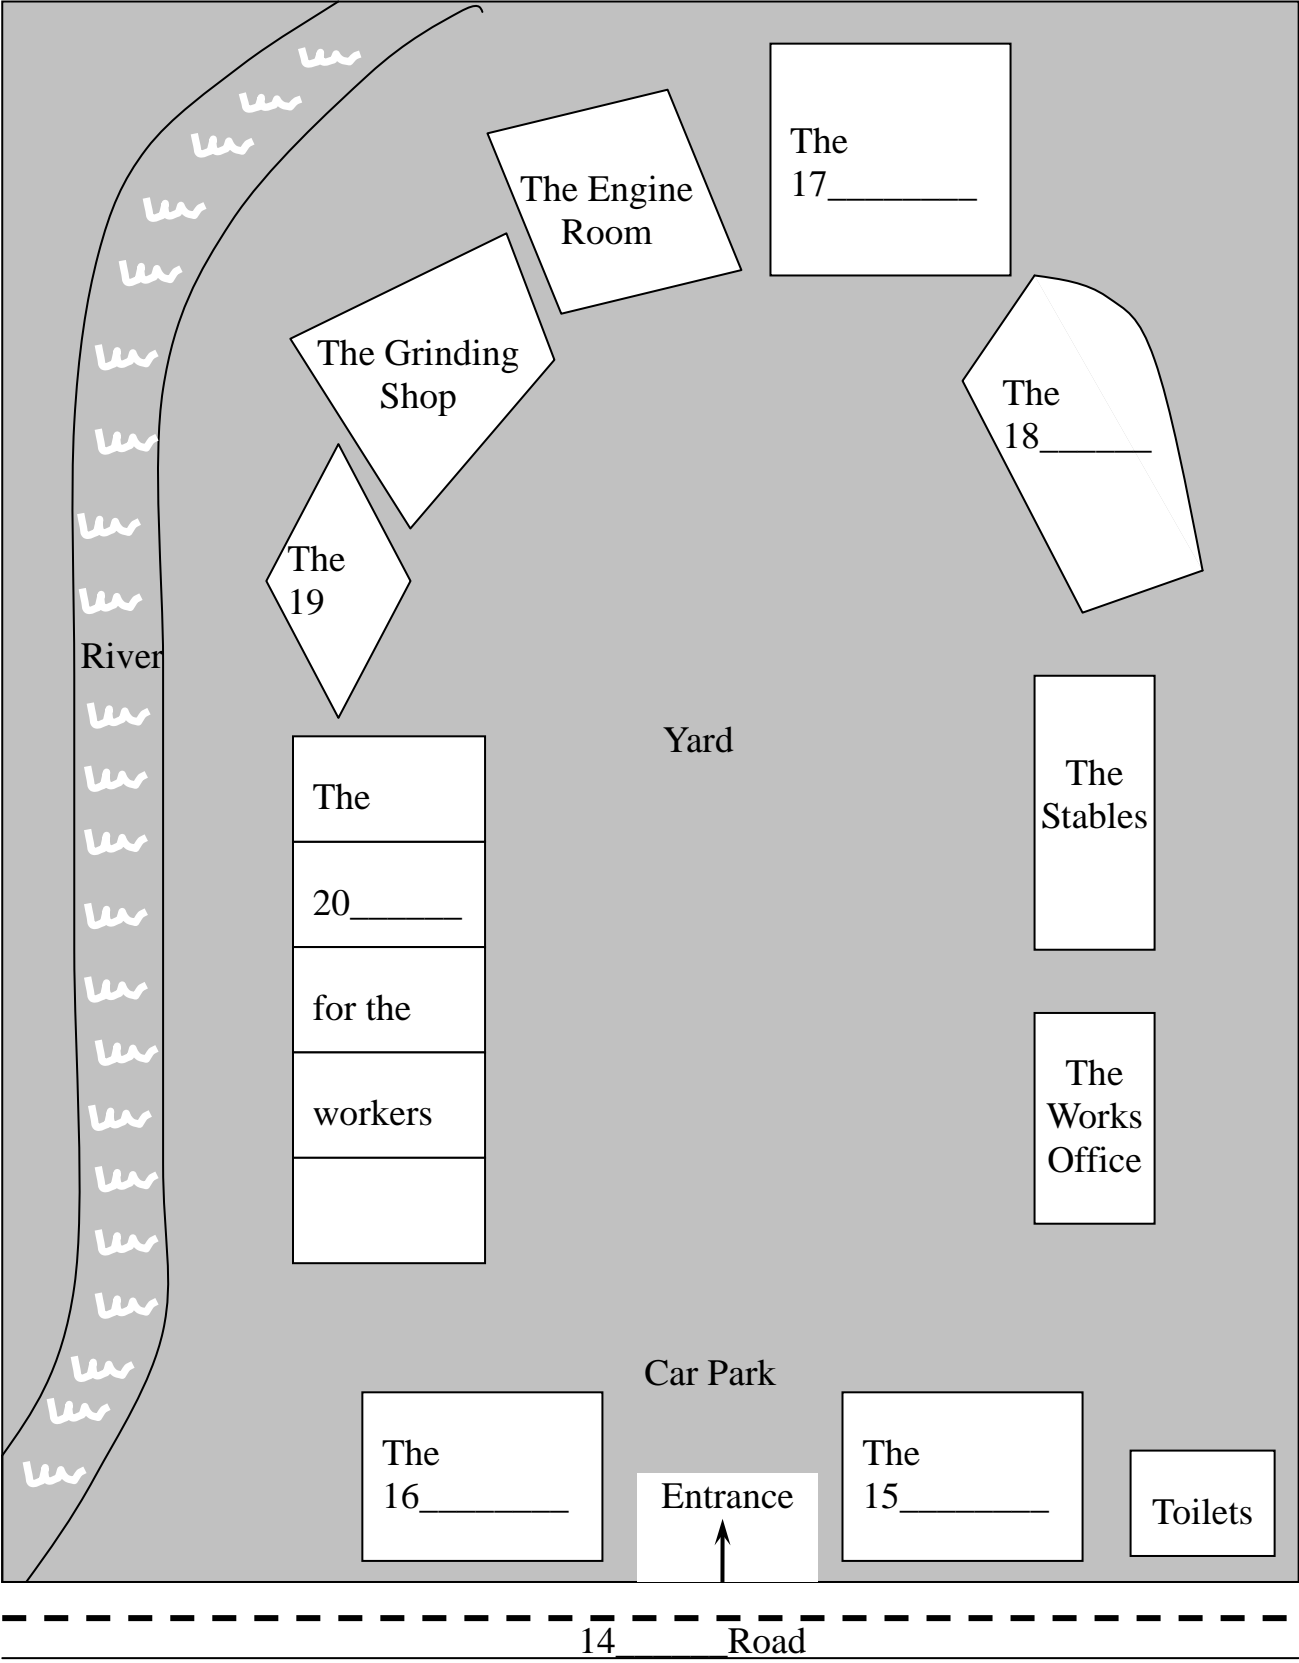 The
17________
The Engine
Room
The Grinding
Shop
The
18______
The
19
River
Yard
The
Stables
The
20______
for the
workers
The
Works
Office
Car Park
The
16________
Entrance
The
15________
Toilets
14______Road